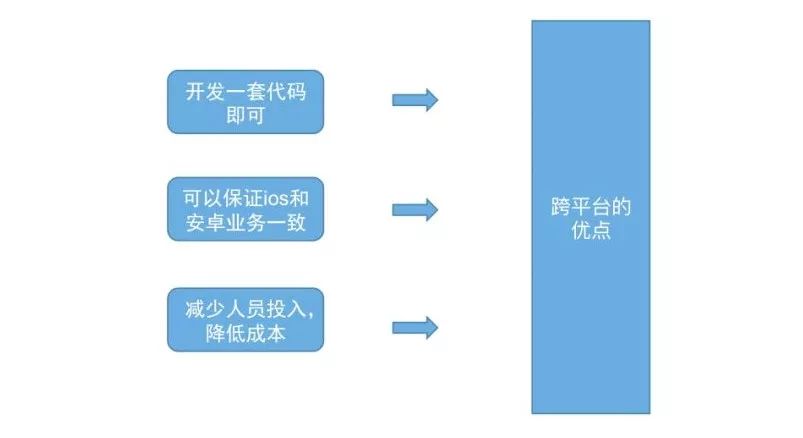 开发一套代码
即可
可以保证ios和
安卓业务一致
减少人员投入，
降低成本
跨平台的
优点